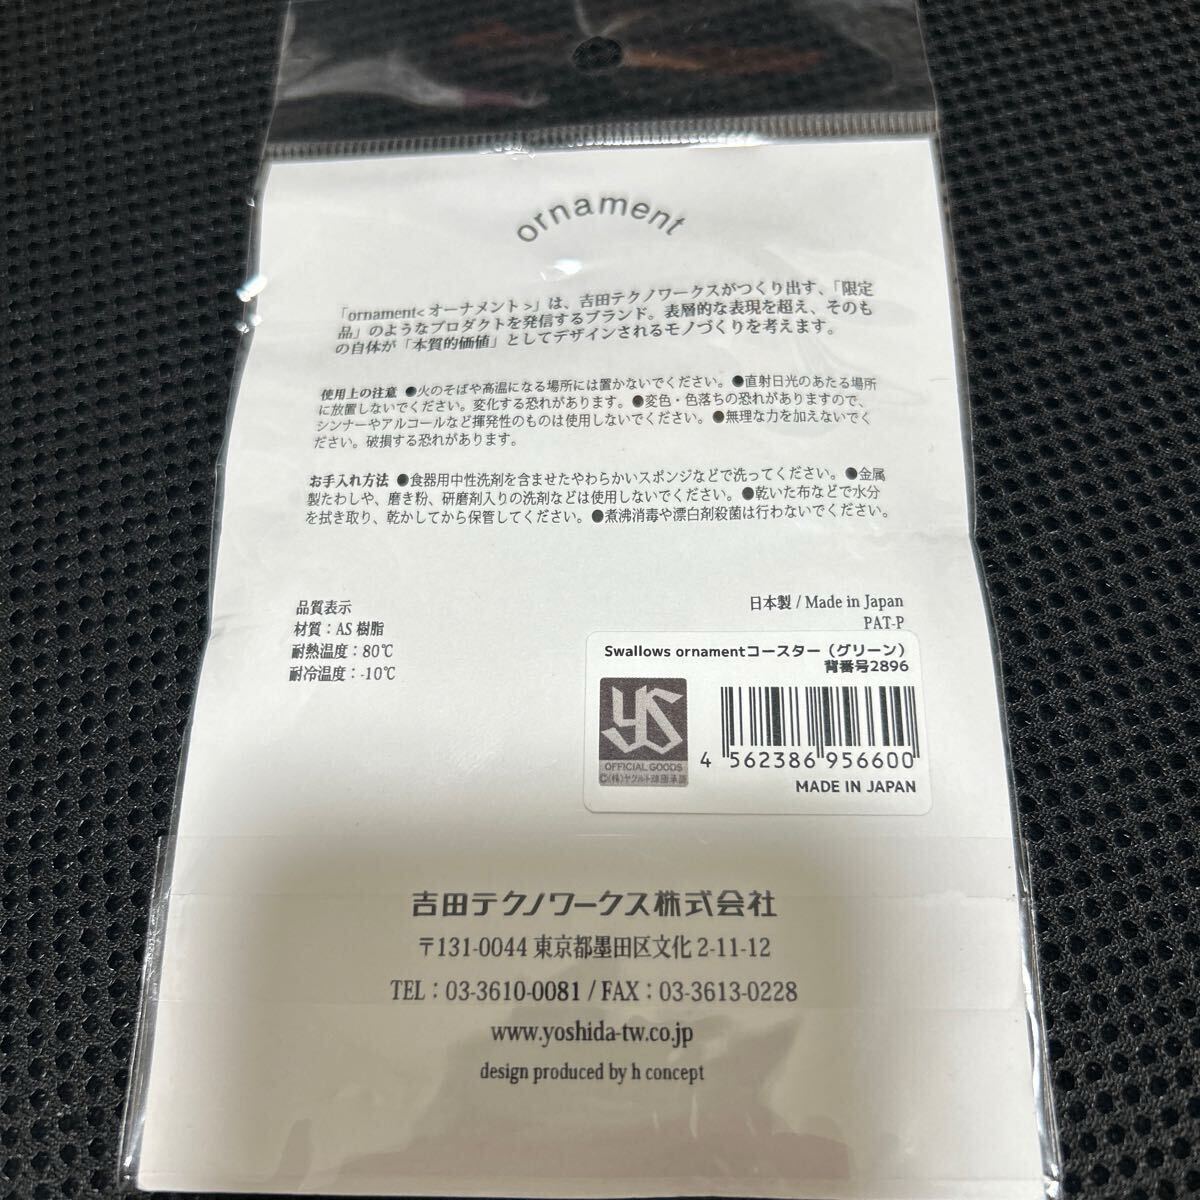 ornament
「ornament< オーナメント >」は、吉田テクノワークスがつくり出す、「限定
品」のようなプロダクトを発信するブランド。表層的な表現を超え、そのも
の自体が「本質的価値」としてデザインされるモノづくりを考えます。
使用上の注意 ●火のそばや高温になる場所には置かないでください。●直射日光のあたる場所
に放置しないでください。変化する恐れがあります。●変色・色落ちの恐れがありますので、
シンナーやアルコールなど揮発性のものは使用しないでください。●無理な力を加えないでく
ださい。破損する恐れがあります。
お手入れ方法 ●食器用中性洗剤を含ませたやわらかいスポンジなどで洗ってください。●金属
製たわしや、磨き粉、研磨剤入りの洗剤などは使用しないでください。●乾いた布などで水分
を拭き取り、乾かしてから保管してください。●煮沸消毒や漂白剤殺菌は行わないでください。
品質表示
材質：AS 樹脂
耐熱温度：80℃
耐冷温度：-10℃
日本製 / Made in Japan
PAT-P
Swallows ornamentコースター（グリーン）
背番号2896
YS
OFFICIAL GOODS
©(株)ヤクルト球団承認
4 562386 956600
MADE IN JAPAN
吉田テクノワークス株式会社
〒131-0044 東京都墨田区文化 2-11-12
TEL：03-3610-0081 / FAX：03-3613-0228
www.yoshida-tw.co.jp
design produced by h concept